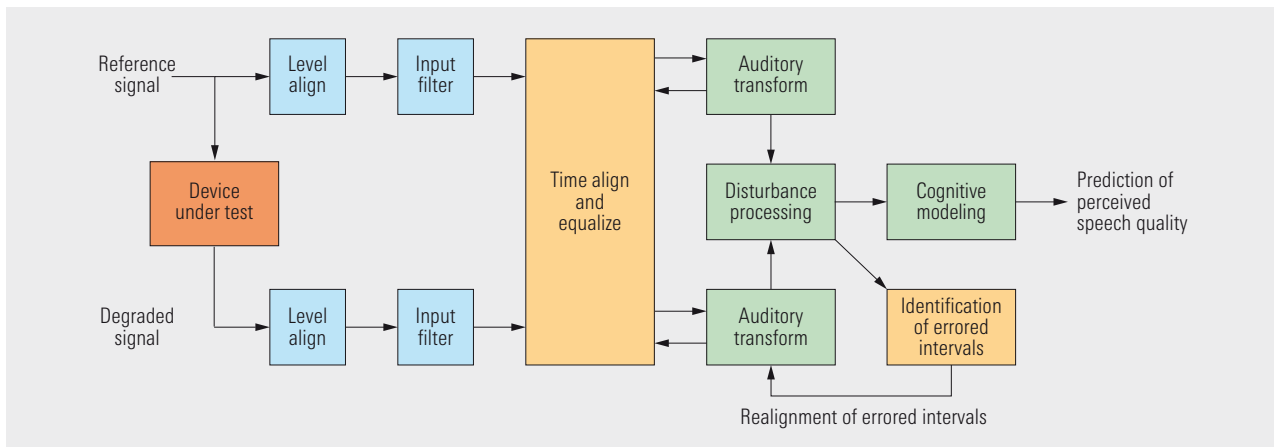 Reference
signal
Level
align
Input
filter
Auditory
transform
Device
under test
Time align
and
equalize
Disturbance
processing
Cognitive
modeling
Prediction of
perceived
speech quality
Degraded
signal
Level
align
Input
filter
Auditory
transform
Identification
of errored
intervals
Realignment of errored intervals